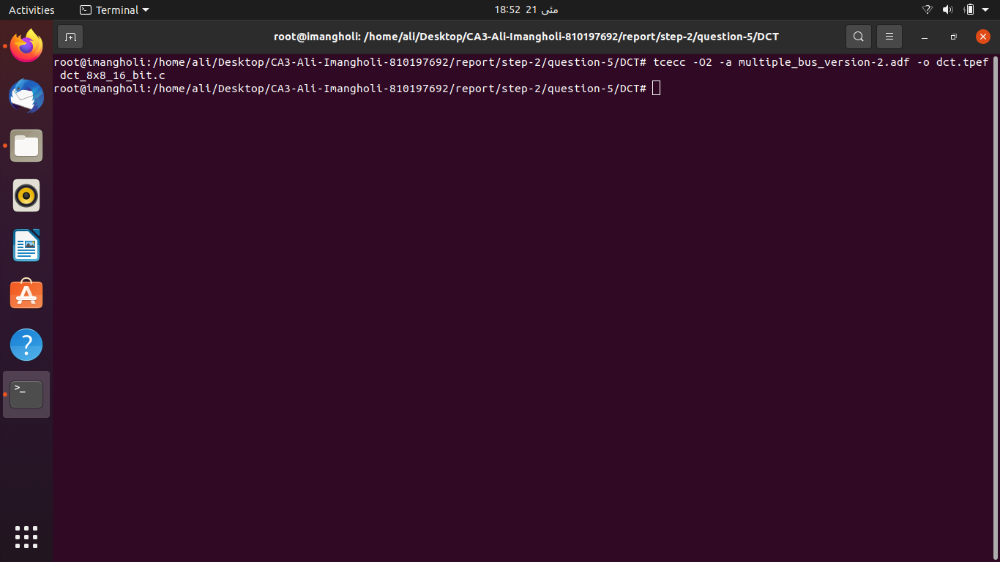 Activities
Terminal
18:52 21 مئی
root@imangholi: /home/ali/Desktop/CA3-Ali-Imangholi-810197692/report/step-2/question-5/DCT
root@imangholi:/home/ali/Desktop/CA3-Ali-Imangholi-810197692/report/step-2/question-5/DCT# tcecc -O2 -a multiple_bus_version-2.adf -o dct.tpef
dct_8x8_16_bit.c
root@imangholi:/home/ali/Desktop/CA3-Ali-Imangholi-810197692/report/step-2/question-5/DCT#